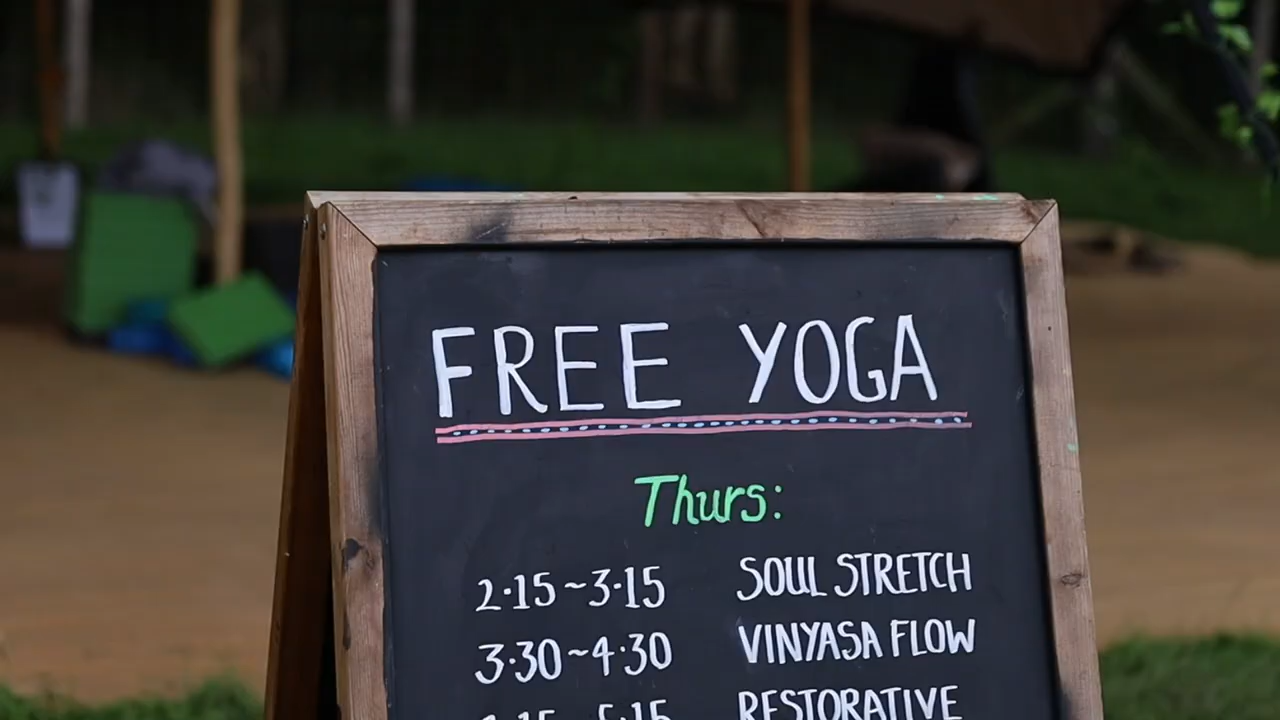 FREE YOGA
Thurs:
2·15~3·15 SOUL STRETCH
3·30~4·30 VINYASA FLOW
RESTORATIVE